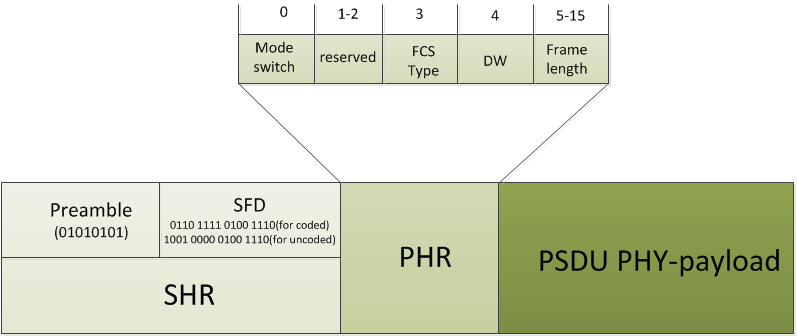 0 1-2 3 4 5-15
Mode switch reserved FCS Type DW Frame length
Preamble
(01010101)
SFD
0110 1111 0100 1110(for coded)
1001 0000 0100 1110(for uncoded)
SHR
PHR
PSDU PHY-payload